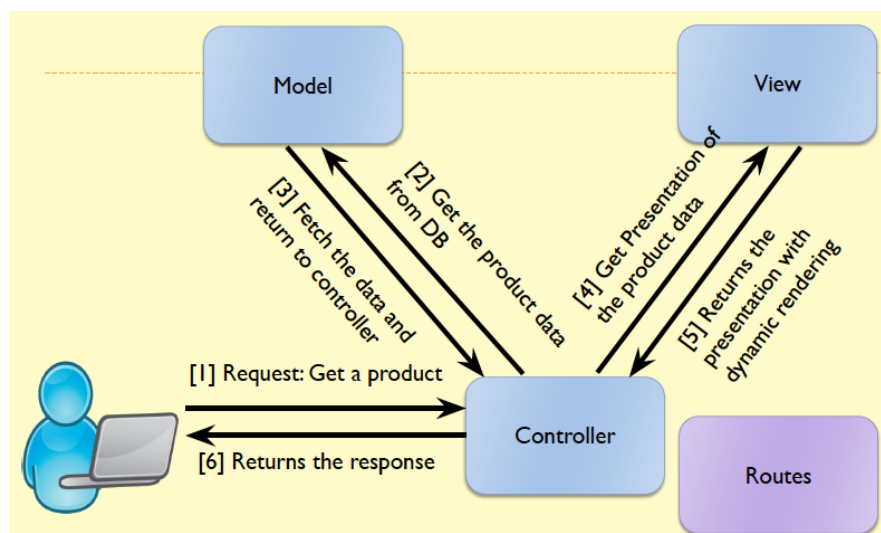 Model
View
[3] Fetch the data and
return to controller
[2] Get the product data
from DB
[4] Get Presentation of
the product data
[5] Returns the
presentation with
dynamic rendering
[1] Request: Get a product
[6] Returns the response
Controller
Routes